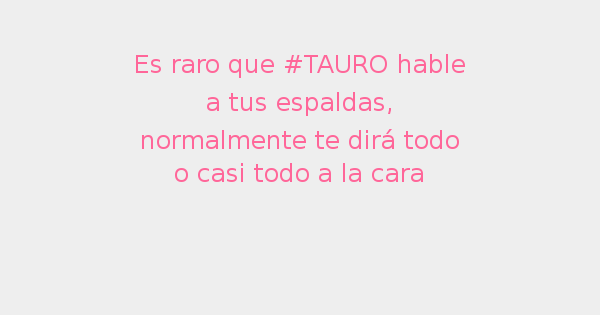 Es raro que #TAURO hable
a tus espaldas,
normalmente te dirá todo
o casi todo a la cara